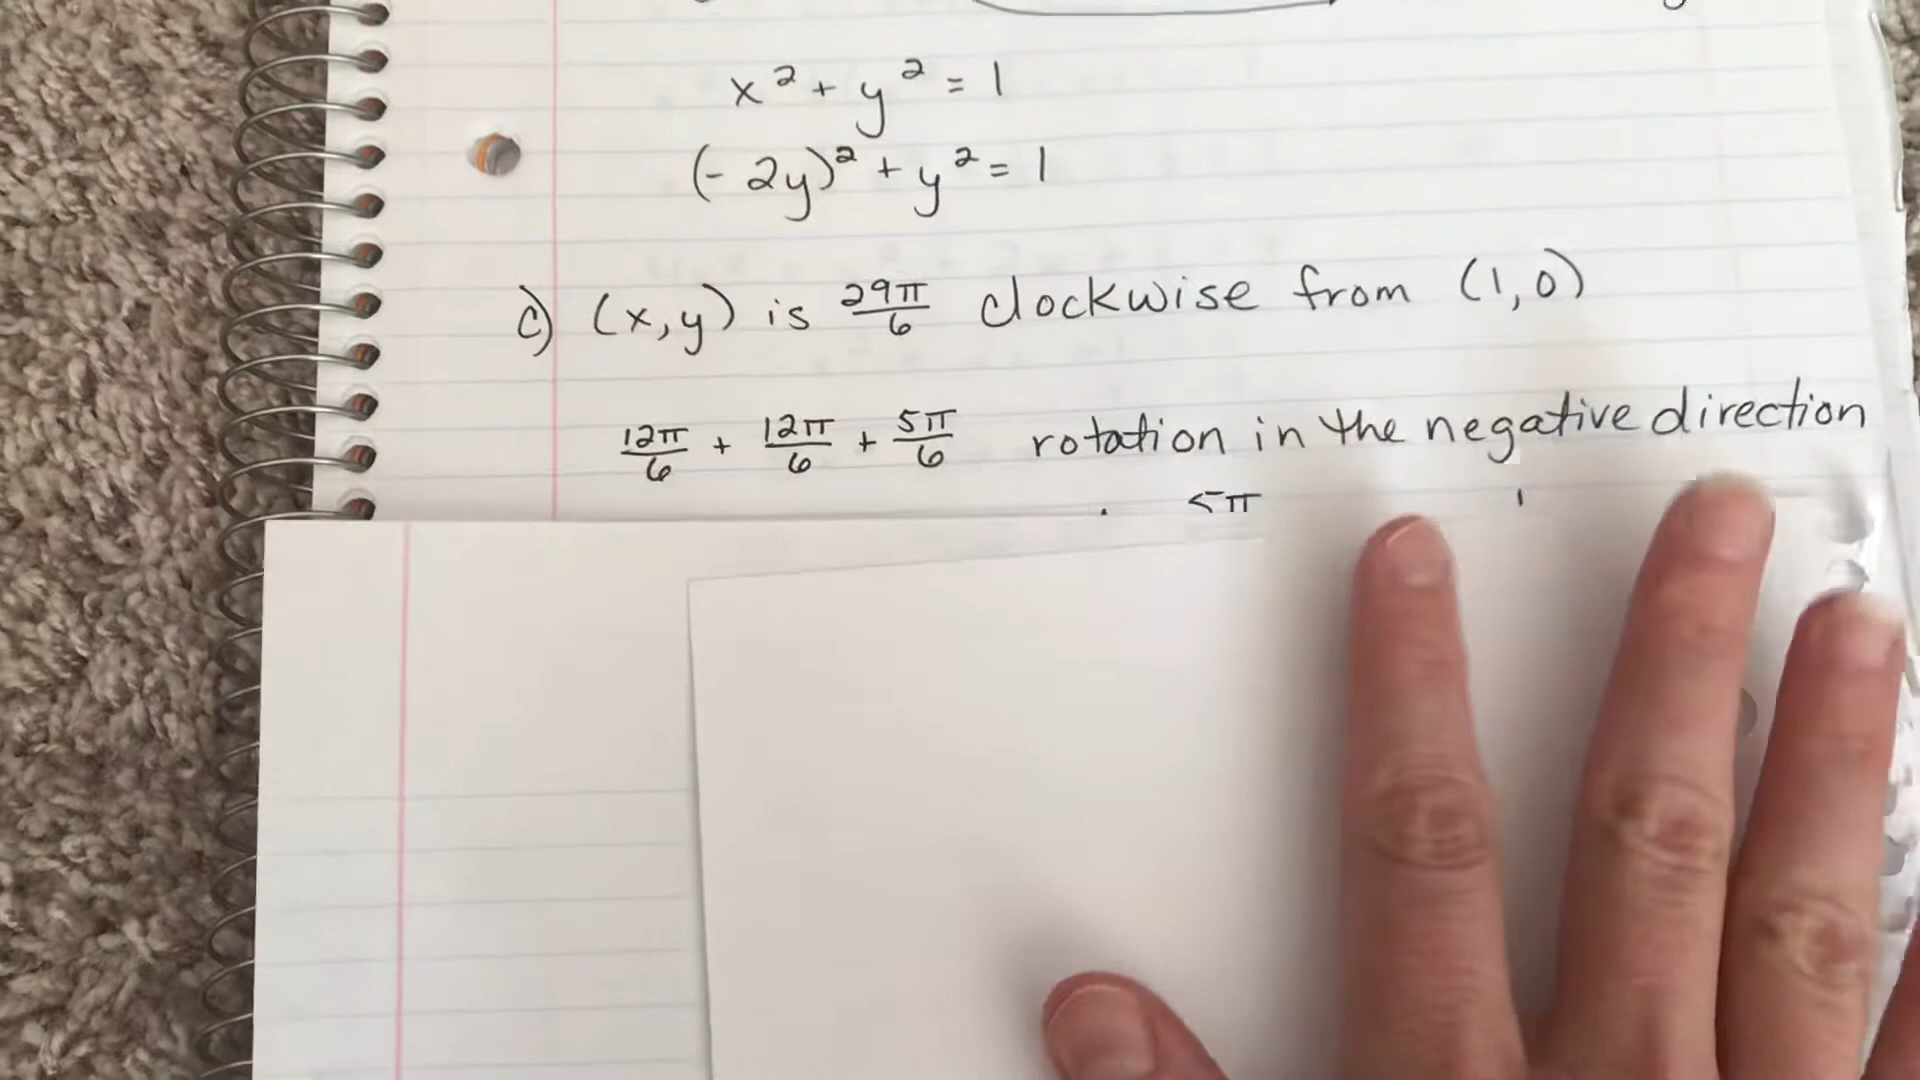 x² + y² = 1
(- 2y)² + y² = 1
c) (x, y) is 29π/6 clockwise from (1, 0)
12π/6 + 12π/6 + 5π/6 rotation in the negative direction
5π